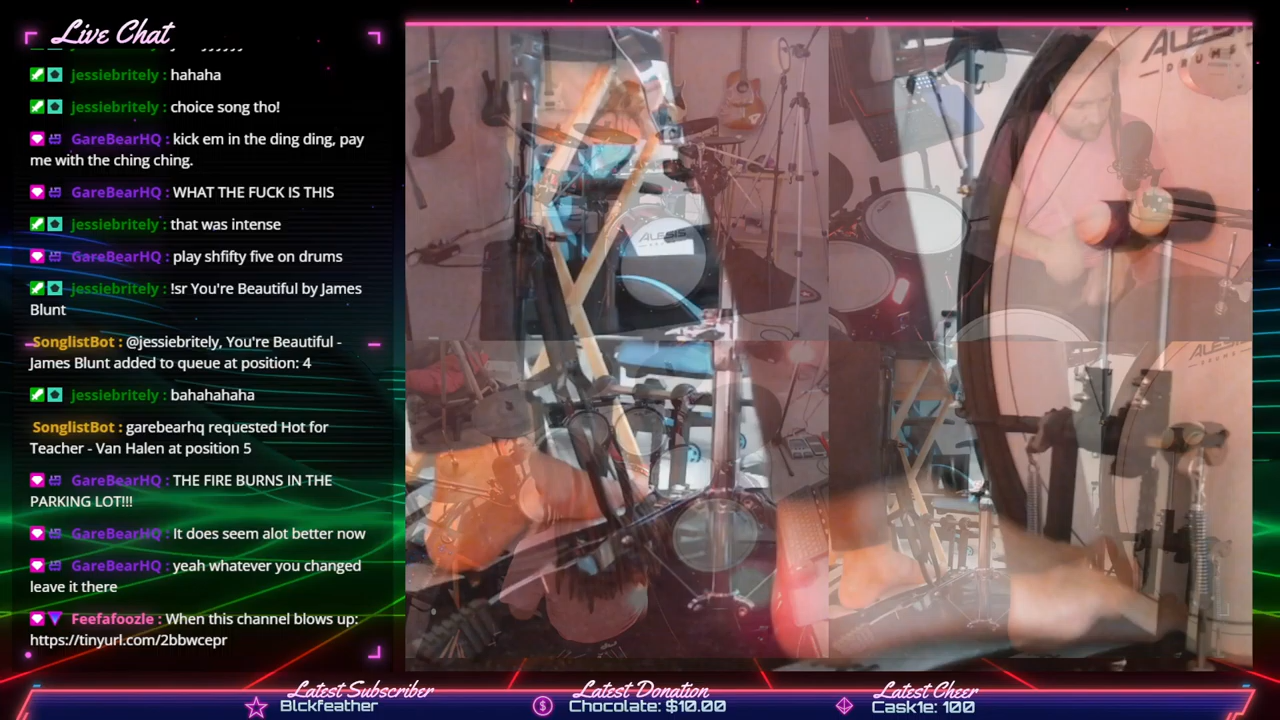 Live Chat
jessiebritely : hahaha
jessiebritely : choice song tho!
GareBearHQ : kick em in the ding ding, pay
me with the ching ching.
GareBearHQ : WHAT THE FUCK IS THIS
jessiebritely : that was intense
GareBearHQ : play shfifty five on drums
jessiebritely : !sr You're Beautiful by James
Blunt
SonglistBot : @jessiebritely, You're Beautiful -
James Blunt added to queue at position: 4
jessiebritely : bahahahaha
SonglistBot : garebearhq requested Hot for
Teacher - Van Halen at position 5
GareBearHQ : THE FIRE BURNS IN THE
PARKING LOT!!!
GareBearHQ : It does seem alot better now
GareBearHQ : yeah whatever you changed
leave it there
Feefafoozle : When this channel blows up:
https://tinyurl.com/2bbwcepr
ALESIS
DRUMS
ALESIS
ALESIS
DRUMS
Latest Subscriber
Blckfeather
Latest Donation
Chocolate: $10.00
Latest Cheer
Cask1e: 100